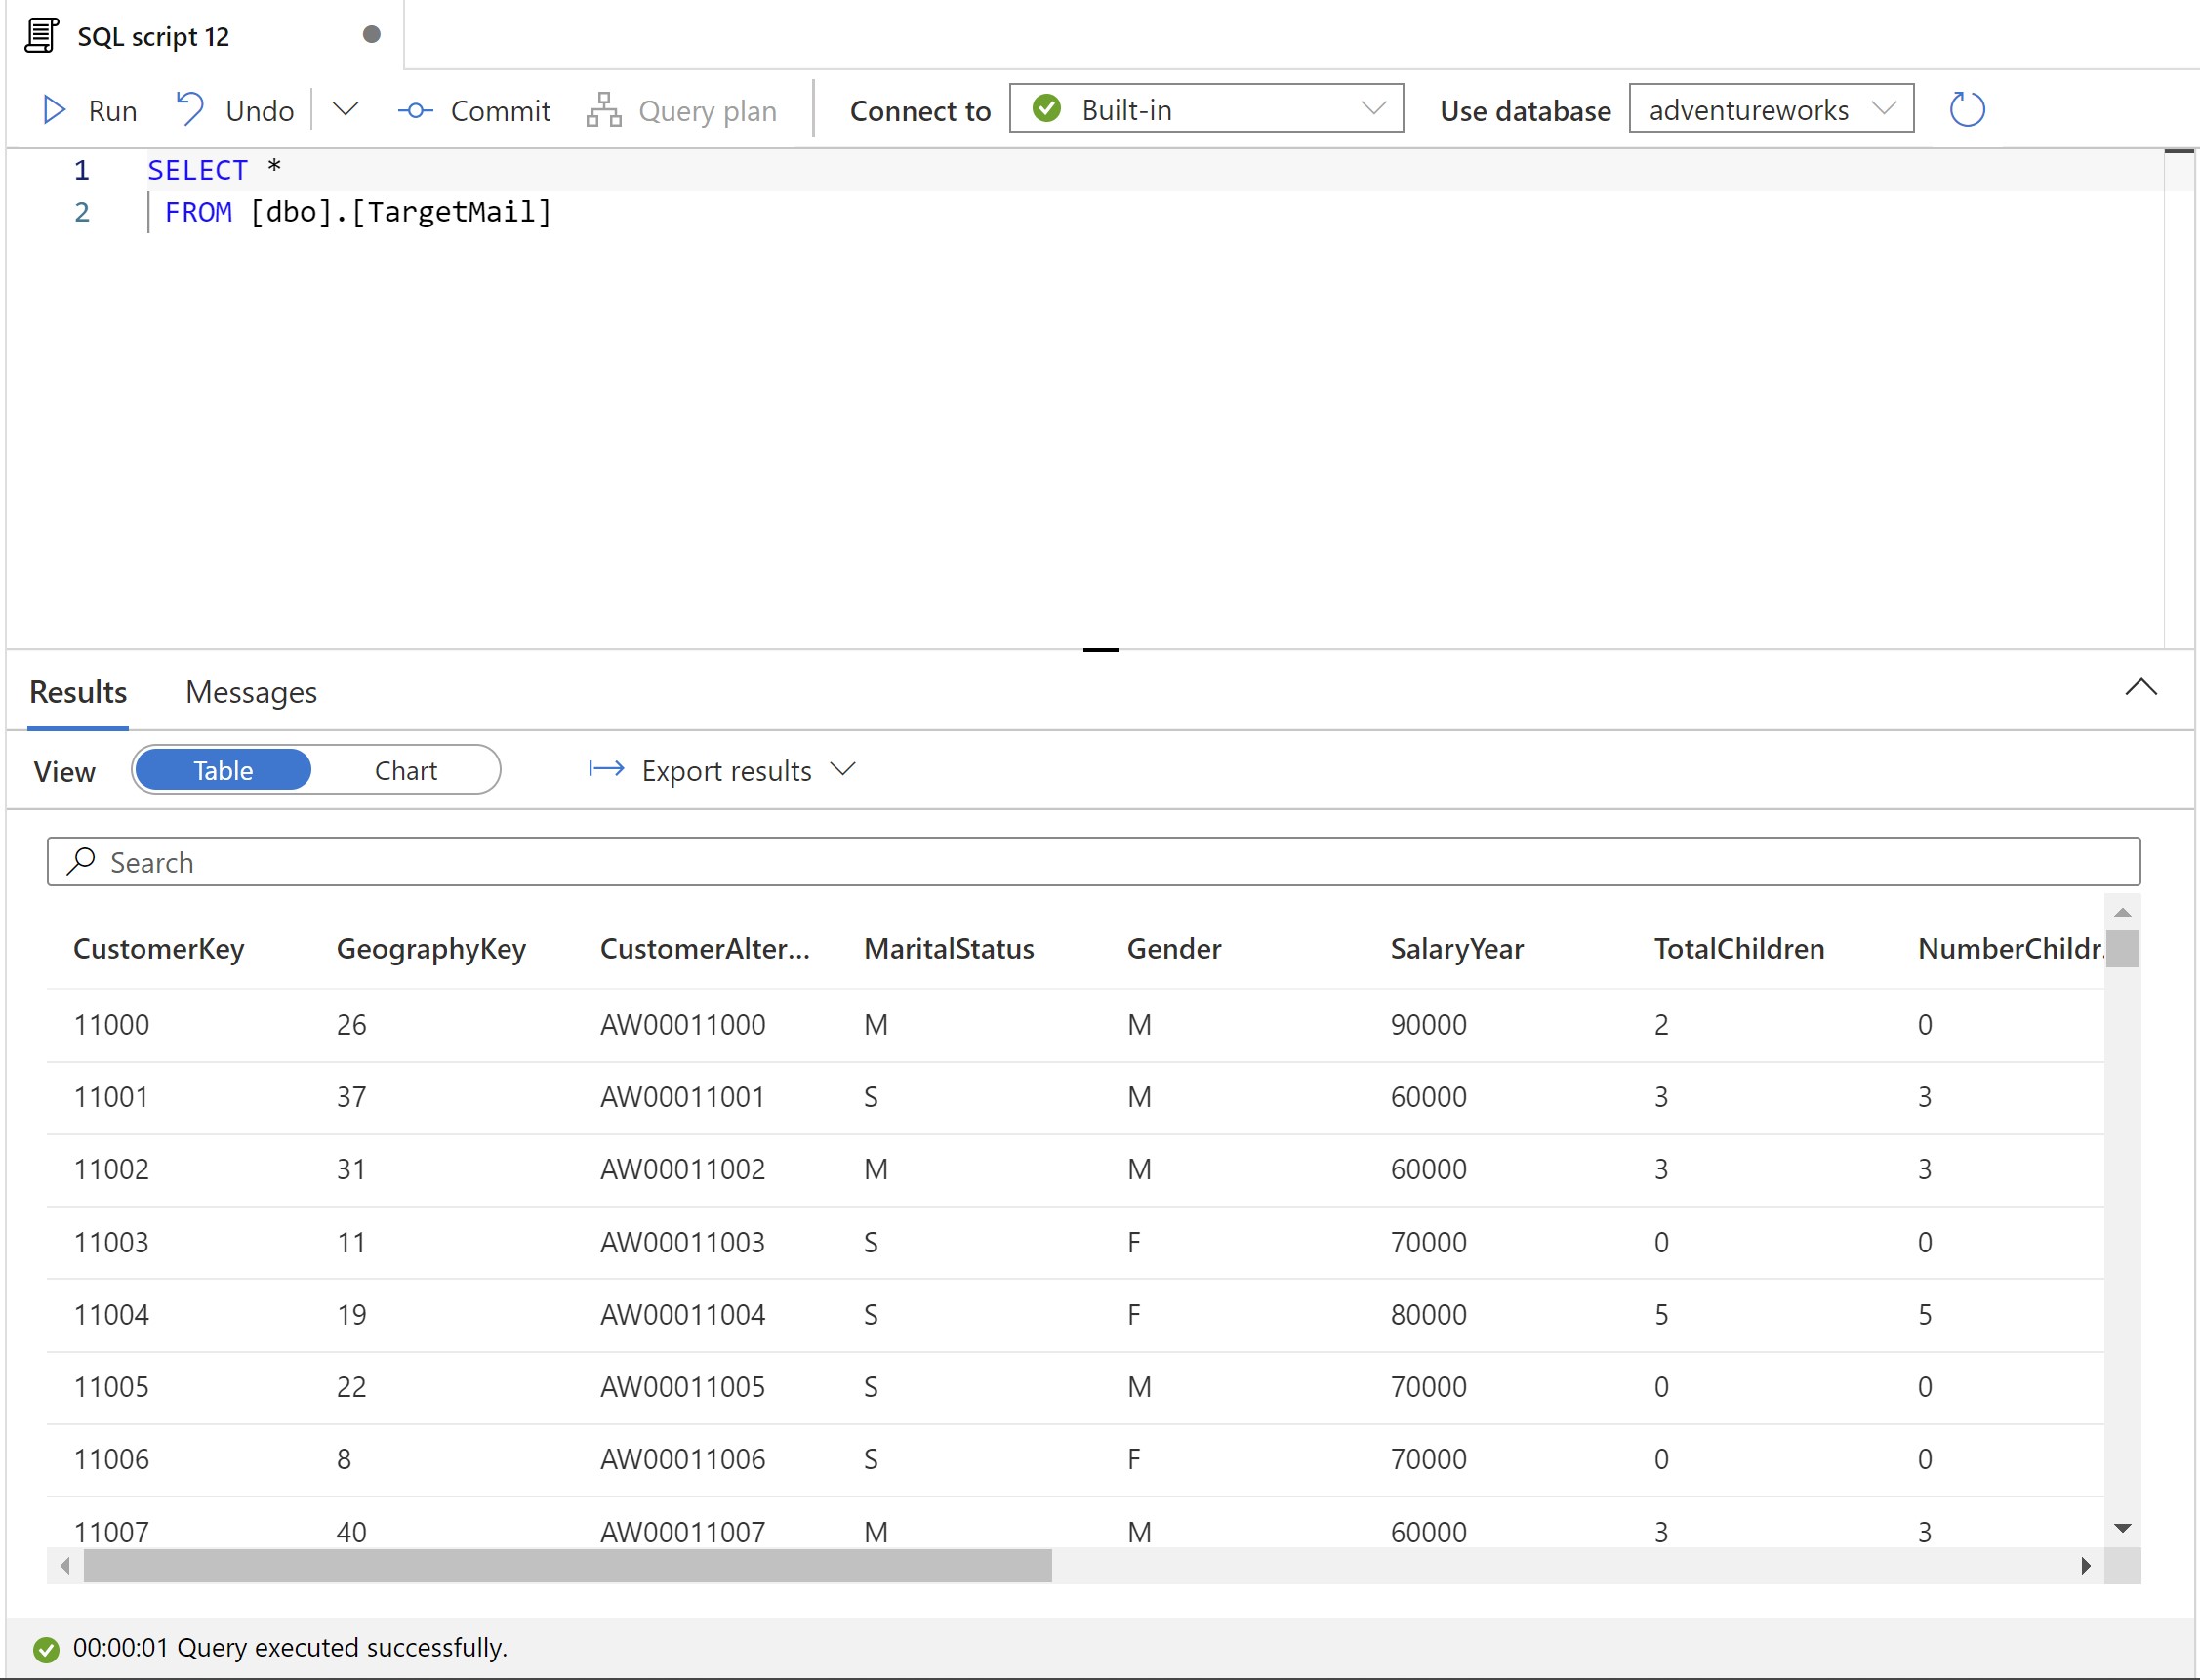 SQL script 12
Run Undo Commit Query plan Connect to Built-in Use database adventureworks
1 SELECT *
2 FROM [dbo].[TargetMail]
Results Messages
View Table Chart Export results
Search
CustomerKey GeographyKey CustomerAlter... MaritalStatus Gender SalaryYear TotalChildren NumberChildr.
11000 26 AW00011000 M M 90000 2 0
11001 37 AW00011001 S M 60000 3 3
11002 31 AW00011002 M M 60000 3 3
11003 11 AW00011003 S F 70000 0 0
11004 19 AW00011004 S F 80000 5 5
11005 22 AW00011005 S M 70000 0 0
11006 8 AW00011006 S F 70000 0 0
11007 40 AW00011007 M M 60000 3 3
00:00:01 Query executed successfully.